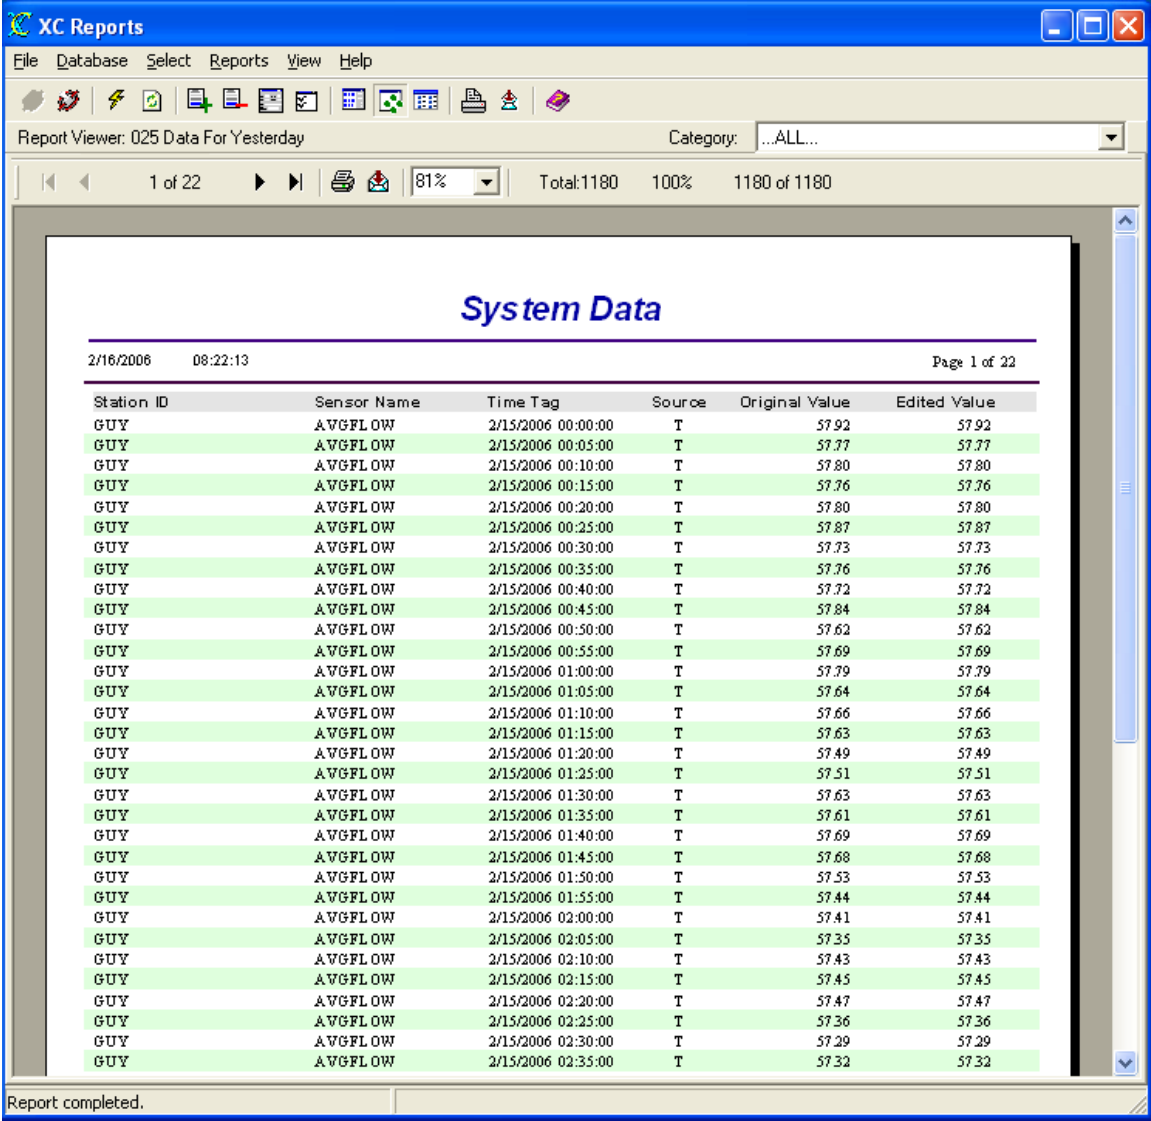 XC Reports
File Database Select Reports View Help
Report Viewer: 025 Data For Yesterday Category: ...ALL...
1 of 22 81% Total:1180 100% 1180 of 1180
System Data
2/16/2006 08:22:13 Page 1 of 22
Station ID Sensor Name Time Tag Source Original Value Edited Value
GUY AVGFLOW 2/15/2006 00:00:00 T 57.92 57.92
GUY AVGFLOW 2/15/2006 00:05:00 T 57.77 57.77
GUY AVGFLOW 2/15/2006 00:10:00 T 57.80 57.80
GUY AVGFLOW 2/15/2006 00:15:00 T 57.76 57.76
GUY AVGFLOW 2/15/2006 00:20:00 T 57.80 57.80
GUY AVGFLOW 2/15/2006 00:25:00 T 57.87 57.87
GUY AVGFLOW 2/15/2006 00:30:00 T 57.73 57.73
GUY AVGFLOW 2/15/2006 00:35:00 T 57.76 57.76
GUY AVGFLOW 2/15/2006 00:40:00 T 57.72 57.72
GUY AVGFLOW 2/15/2006 00:45:00 T 57.84 57.84
GUY AVGFLOW 2/15/2006 00:50:00 T 57.62 57.62
GUY AVGFLOW 2/15/2006 00:55:00 T 57.69 57.69
GUY AVGFLOW 2/15/2006 01:00:00 T 57.79 57.79
GUY AVGFLOW 2/15/2006 01:05:00 T 57.64 57.64
GUY AVGFLOW 2/15/2006 01:10:00 T 57.66 57.66
GUY AVGFLOW 2/15/2006 01:15:00 T 57.63 57.63
GUY AVGFLOW 2/15/2006 01:20:00 T 57.49 57.49
GUY AVGFLOW 2/15/2006 01:25:00 T 57.51 57.51
GUY AVGFLOW 2/15/2006 01:30:00 T 57.63 57.63
GUY AVGFLOW 2/15/2006 01:35:00 T 57.61 57.61
GUY AVGFLOW 2/15/2006 01:40:00 T 57.69 57.69
GUY AVGFLOW 2/15/2006 01:45:00 T 57.68 57.68
GUY AVGFLOW 2/15/2006 01:50:00 T 57.53 57.53
GUY AVGFLOW 2/15/2006 01:55:00 T 57.44 57.44
GUY AVGFLOW 2/15/2006 02:00:00 T 57.41 57.41
GUY AVGFLOW 2/15/2006 02:05:00 T 57.35 57.35
GUY AVGFLOW 2/15/2006 02:10:00 T 57.43 57.43
GUY AVGFLOW 2/15/2006 02:15:00 T 57.45 57.45
GUY AVGFLOW 2/15/2006 02:20:00 T 57.47 57.47
GUY AVGFLOW 2/15/2006 02:25:00 T 57.36 57.36
GUY AVGFLOW 2/15/2006 02:30:00 T 57.29 57.29
GUY AVGFLOW 2/15/2006 02:35:00 T 57.32 57.32
Report completed.